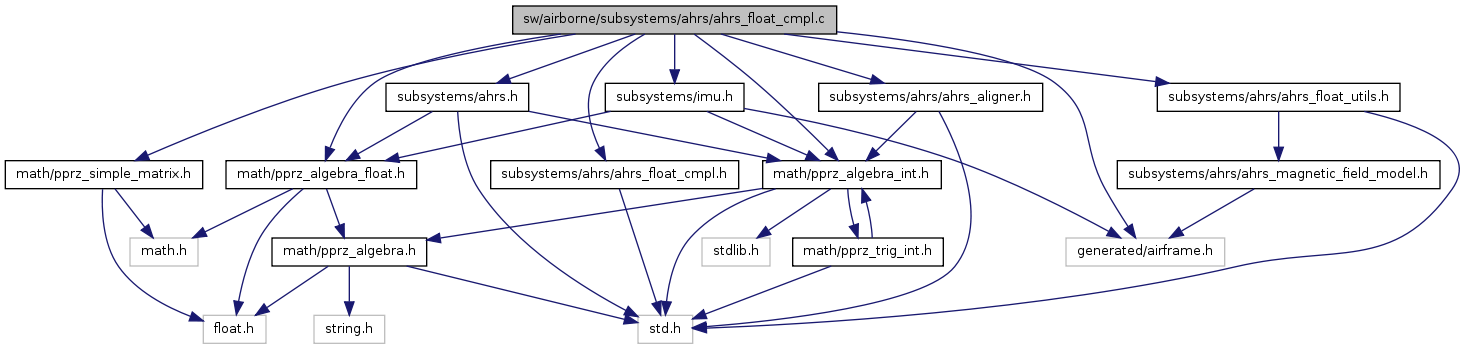 sw/airborne/subsystems/ahrs/ahrs_float_cmpl.c
subsystems/ahrs.h
subsystems/imu.h
subsystems/ahrs/ahrs_aligner.h
subsystems/ahrs/ahrs_float_utils.h
math/pprz_simple_matrix.h
math/pprz_algebra_float.h
subsystems/ahrs/ahrs_float_cmpl.h
math/pprz_algebra_int.h
subsystems/ahrs/ahrs_magnetic_field_model.h
math.h
math/pprz_algebra.h
stdlib.h
math/pprz_trig_int.h
generated/airframe.h
float.h
string.h
std.h